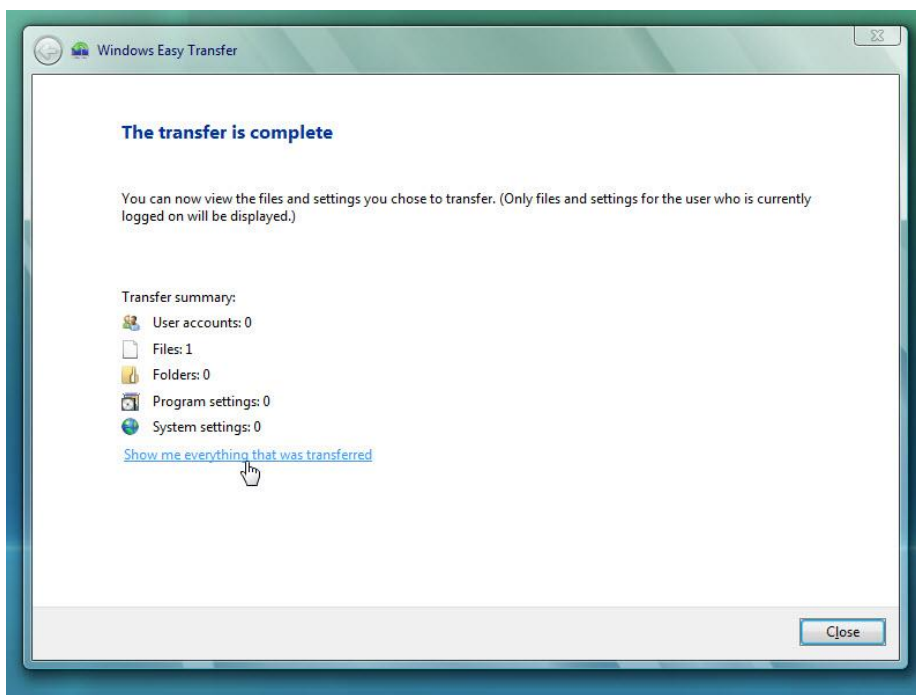 Windows Easy Transfer
The transfer is complete
You can now view the files and settings you chose to transfer. (Only files and settings for the user who is currently
logged on will be displayed.)
Transfer summary:
User accounts: 0
Files: 1
Folders: 0
Program settings: 0
System settings: 0
Show me everything that was transferred
Close